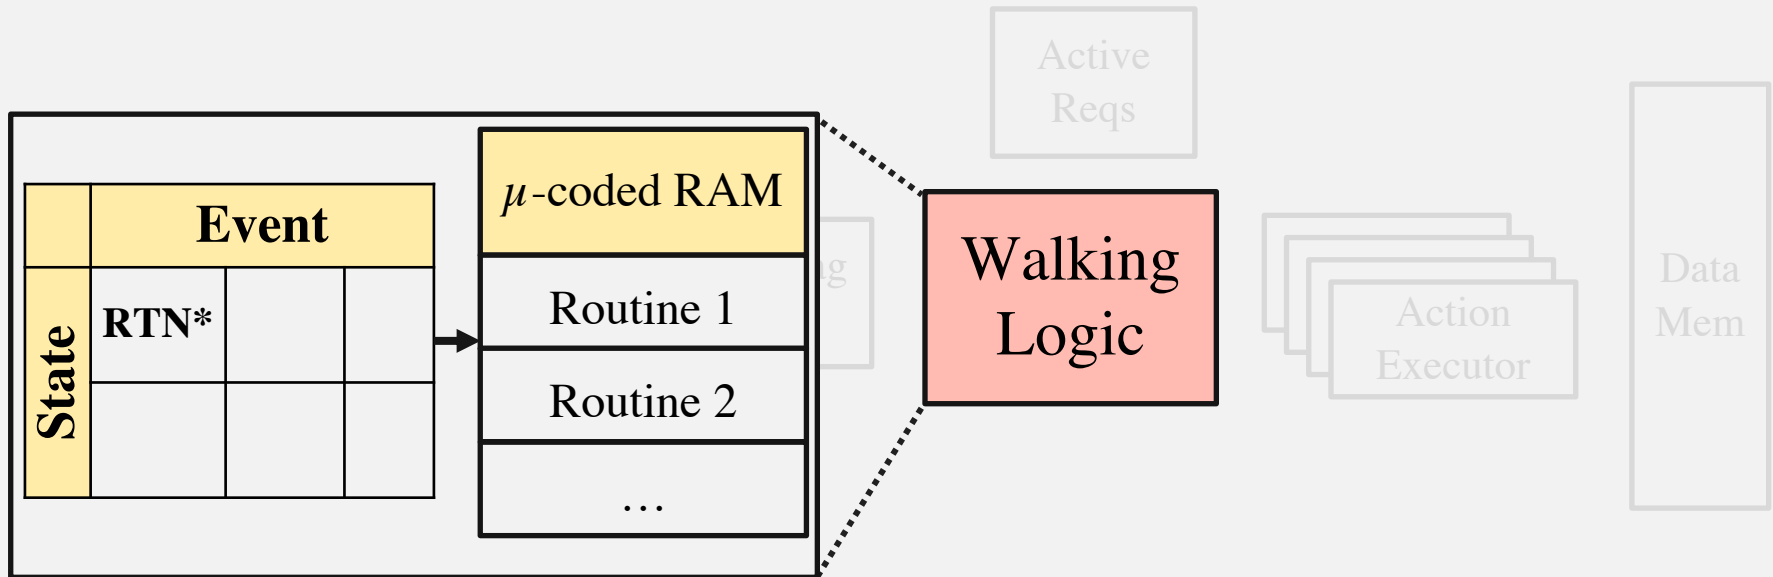 Active
Reqs
Event
State
RTN*
μ-coded RAM
Routine 1
Routine 2
…
Walking
Logic
Action
Executor
Data
Mem